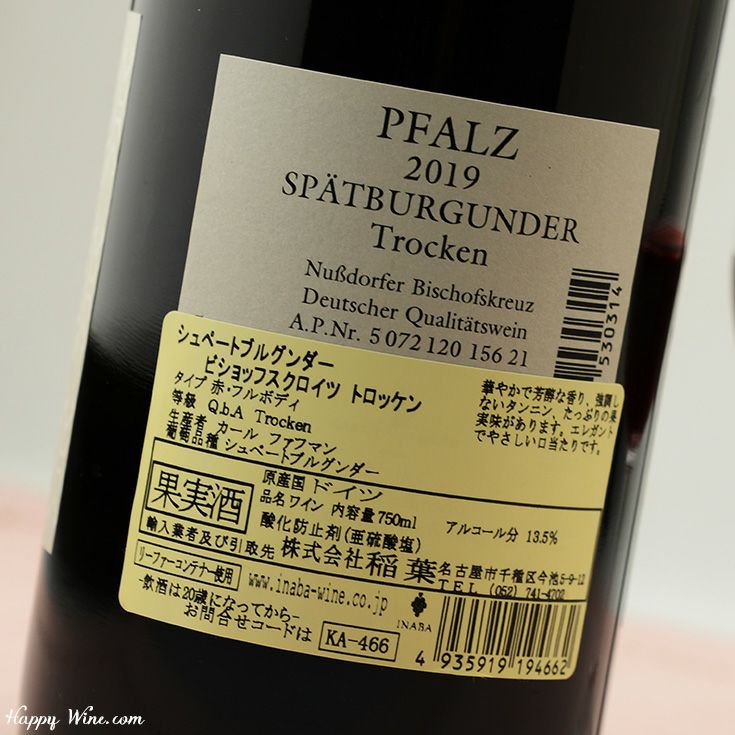 PFALZ
2019
SPÄTBURGUNDER
Trocken
Nußdorfer Bischofskreuz
Deutscher Qualitätswein
A.P.Nr. 5 072 120 156 21
530314
シュペートブルグンダー
ビショッフスクロイツ トロッケン
タイプ 赤・フルボディ
等級 Q.b.A Trocken
生産者 カール ファフマン
葡萄品種 シュペートブルグンダー
華やかで芳醇な香り、強調し
ないタンニン、たっぷりの果
実味があります。エレガント
でやさしい口当たりです。
果実酒
原産国 ドイツ
品名 ワイン 内容量 750ml アルコール分 13.5%
酸化防止剤(亜硫酸塩)
輸入業者及び引取先 株式会社 稲葉
名古屋市千種区今池5-9-12
TEL (052) 741-4702
リーファーコンテナー使用
www.inaba-wine.co.jp
INABA
-飲酒は20歳になってから-
お問合せコードは KA-466
4 935919 194662
Happy Wine.com